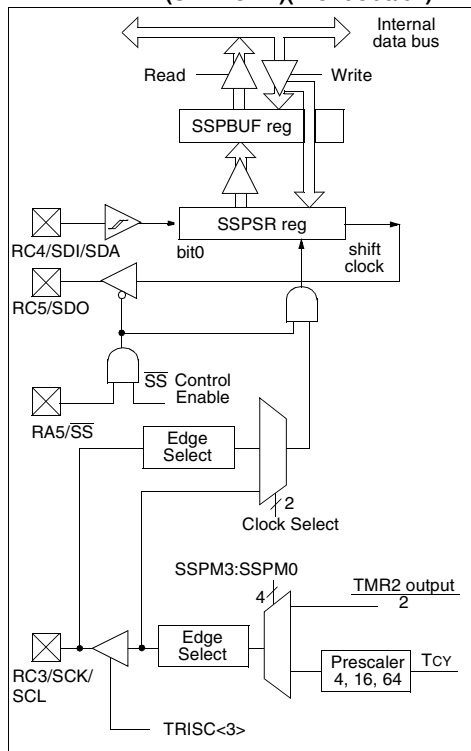 Internal
data bus
Read
Write
SSPBUF reg
SSPSR reg
RC4/SDI/SDA
bit0
shift
clock
RC5/SDO
SS Control
Enable
RA5/SS
Edge
Select
2
Clock Select
SSPM3:SSPM0
TMR2 output
4
2
Edge
Select
Prescaler
4, 16, 64
TCY
RC3/SCK/
SCL
TRISC<3>